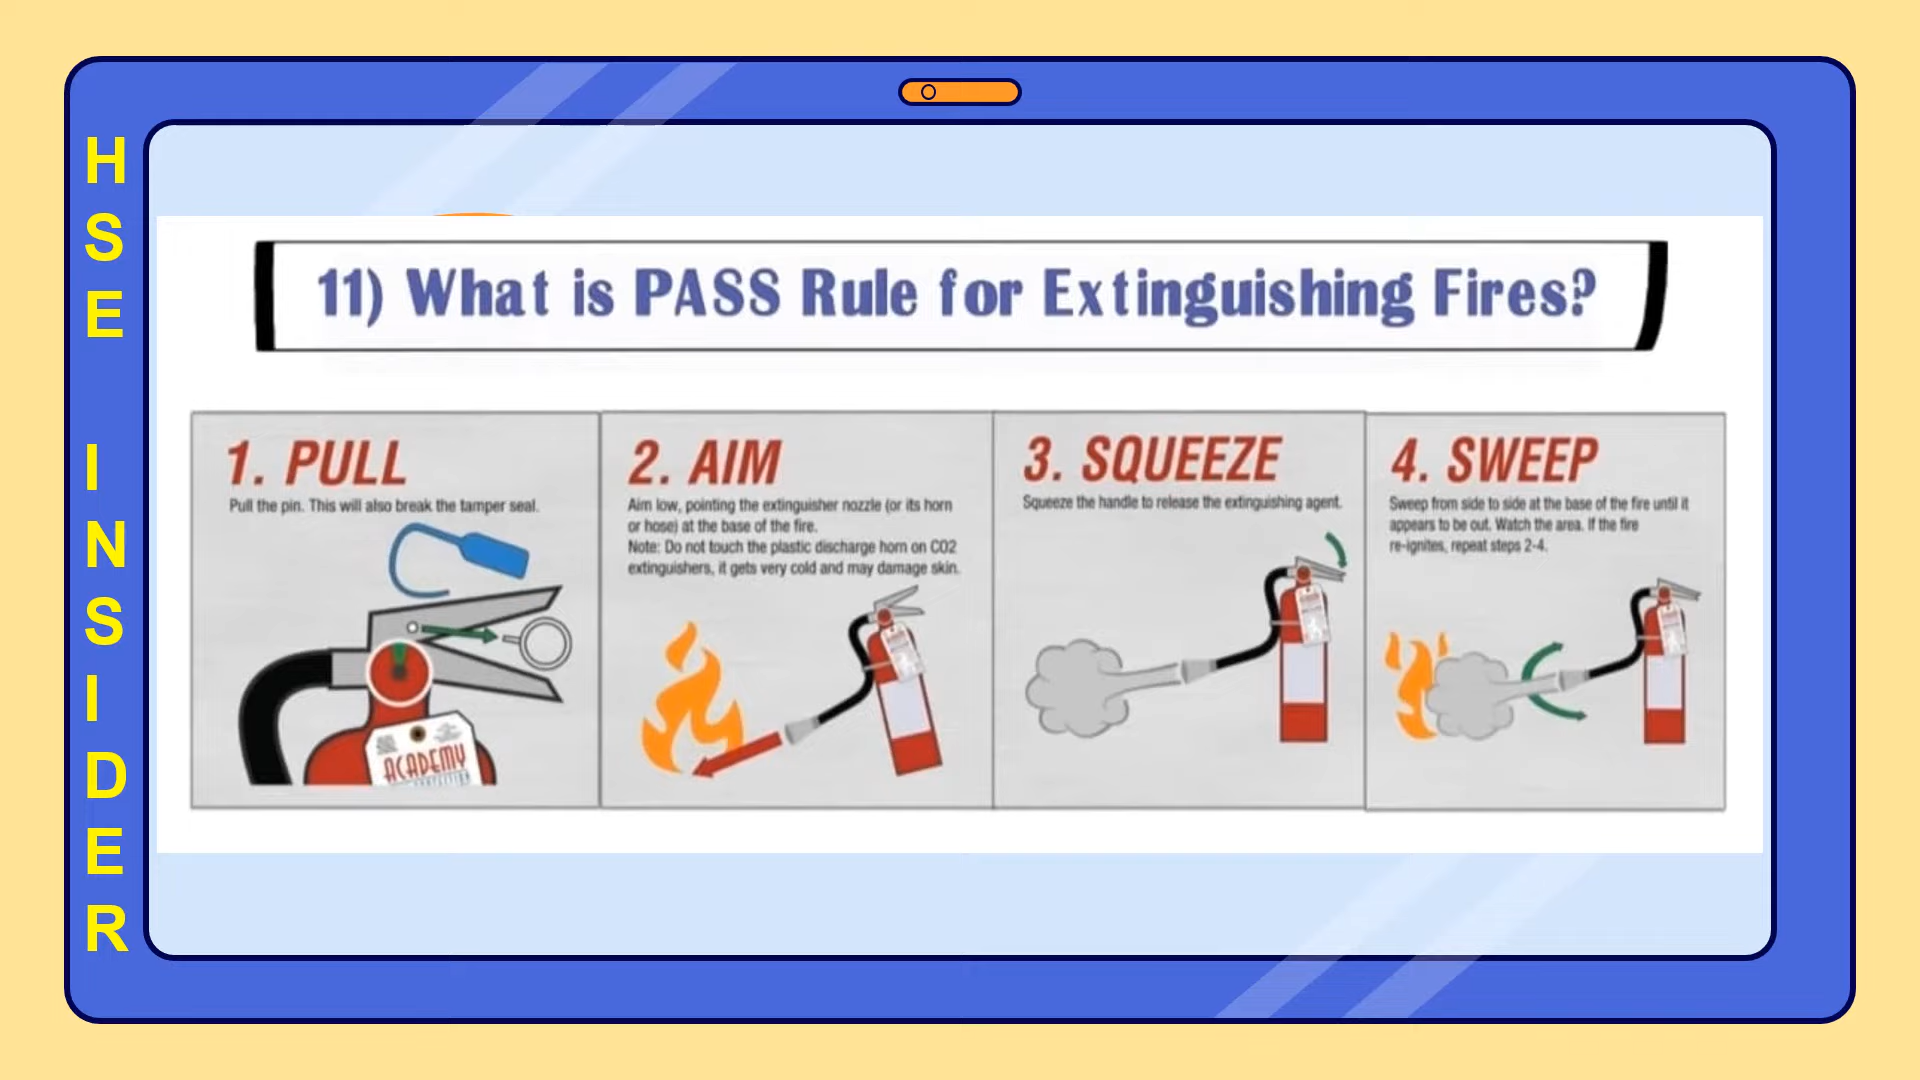 HSE INSIDER
11) What is PASS Rule for Extinguishing Fires?
1. PULL
Pull the pin. This will also break the tamper seal.
ACADEMY
2. AIM
Aim low, pointing the extinguisher nozzle (or its horn
or hose) at the base of the fire.
Note: Do not touch the plastic discharge horn on CO2
extinguishers, it gets very cold and may damage skin.
3. SQUEEZE
Squeeze the handle to release the extinguishing agent.
4. SWEEP
Sweep from side to side at the base of the fire until it
appears to be out. Watch the area. If the fire
re-ignites, repeat steps 2-4.